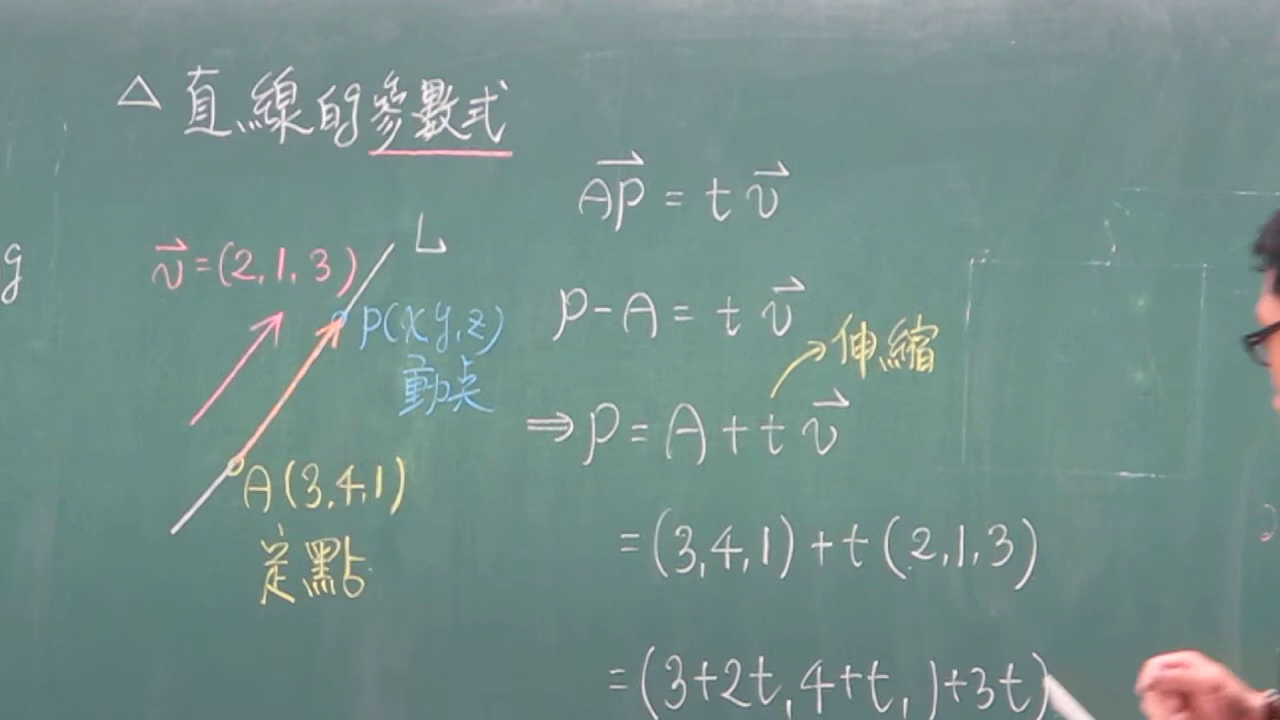 △ 直線的參數式
g
v⃗=(2,1,3)
L
P(x,y,z)
動点
A(3,4,1)
定點
AP⃗ = t v⃗
P-A = t v⃗
伸縮
⇒ P = A + t v⃗
= (3,4,1) + t(2,1,3)
= (3+2t,4+t,1+3t)